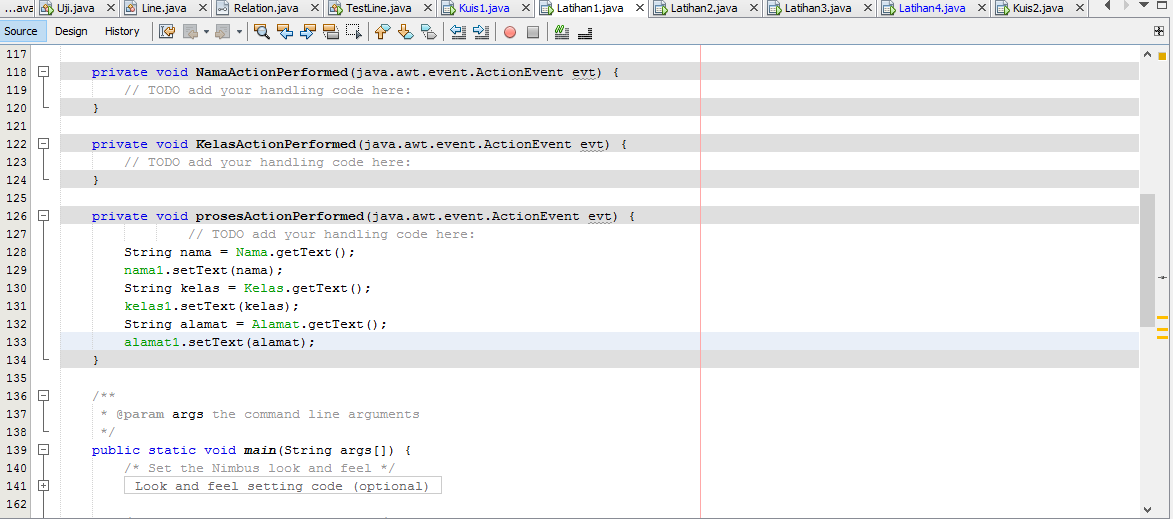 ...ava Uji.java Line.java Relation.java TestLine.java Kuis1.java Latihan1.java Latihan2.java Latihan3.java Latihan4.java Kuis2.java
Source Design History
117
118 private void NamaActionPerformed(java.awt.event.ActionEvent evt) {
119 // TODO add your handling code here:
120 }
121
122 private void KelasActionPerformed(java.awt.event.ActionEvent evt) {
123 // TODO add your handling code here:
124 }
125
126 private void prosesActionPerformed(java.awt.event.ActionEvent evt) {
127 // TODO add your handling code here:
128 String nama = Nama.getText();
129 nama1.setText(nama);
130 String kelas = Kelas.getText();
131 kelas1.setText(kelas);
132 String alamat = Alamat.getText();
133 alamat1.setText(alamat);
134 }
135
136 /**
137 * @param args the command line arguments
138 */
139 public static void main(String args[]) {
140 /* Set the Nimbus look and feel */
141 Look and feel setting code (optional)
162